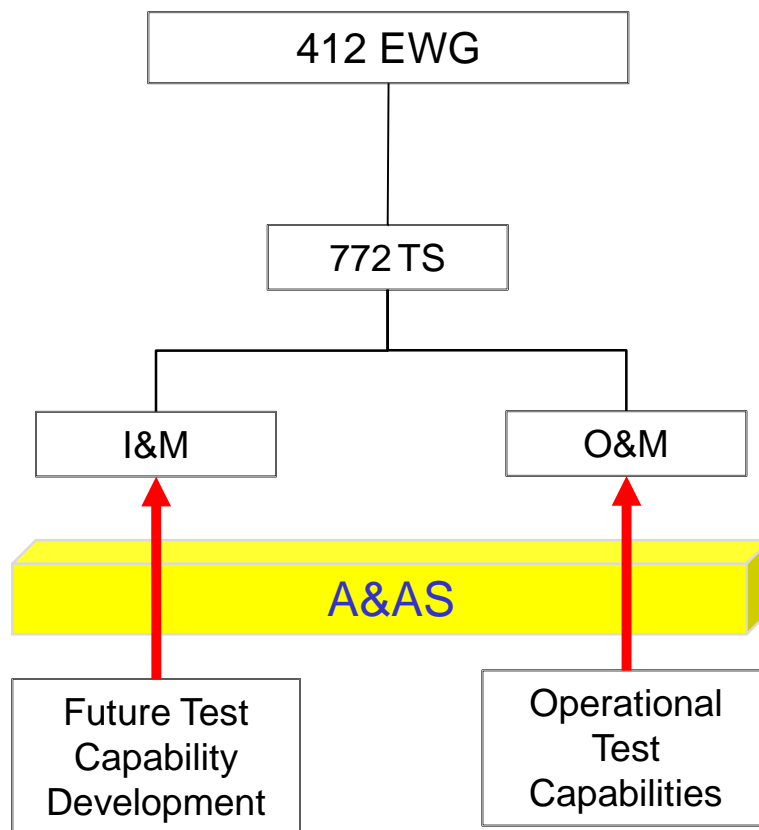 412 EWG
772 TS
I&M
O&M
A&AS
Future Test
Capability
Development
Operational
Test
Capabilities